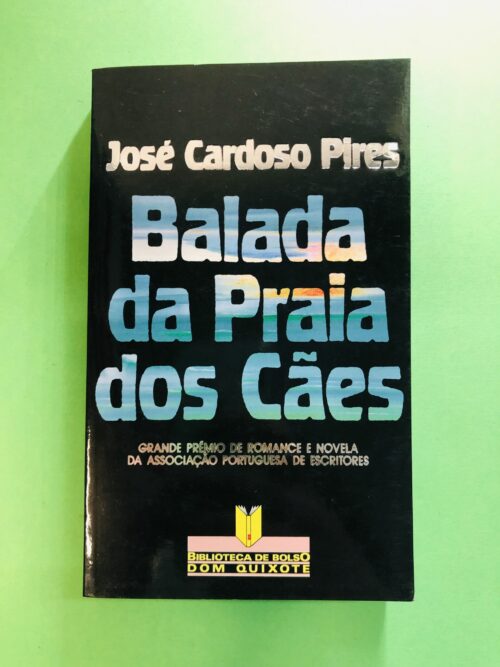 José Cardoso Pires
Balada
da Praia
dos Cães
GRANDE PRÉMIO DE ROMANCE E NOVELA
DA ASSOCIAÇÃO PORTUGUESA DE ESCRITORES
BIBLIOTECA DE BOLSO
DOM QUIXOTE